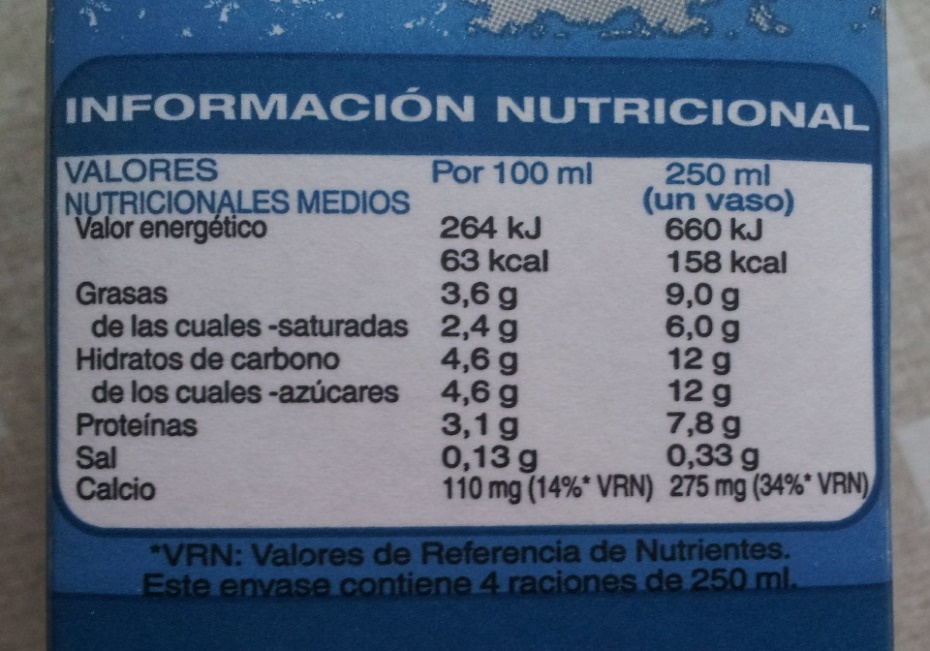 INFORMACIÓN NUTRICIONAL
VALORES Por 100 ml 250 ml
NUTRICIONALES MEDIOS (un vaso)
Valor energético 264 kJ 660 kJ
63 kcal 158 kcal
Grasas 3,6 g 9,0 g
de las cuales -saturadas 2,4 g 6,0 g
Hidratos de carbono 4,6 g 12 g
de los cuales -azúcares 4,6 g 12 g
Proteínas 3,1 g 7,8 g
Sal 0,13 g 0,33 g
Calcio 110 mg (14%* VRN) 275 mg (34%* VRN)
*VRN: Valores de Referencia de Nutrientes.
Este envase contiene 4 raciones de 250 ml.